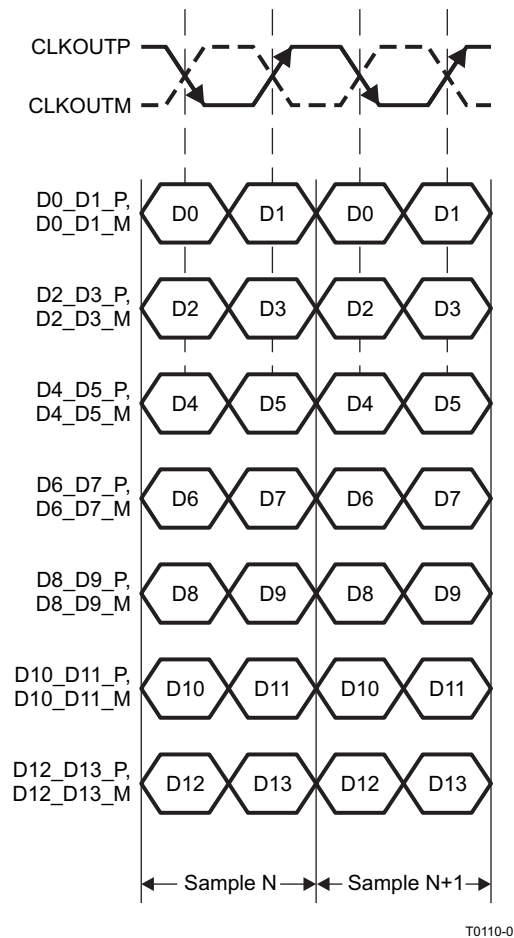 CLKOUTP
CLKOUTM
D0_D1_P,
D0_D1_M
D0 D1 D0 D1
D2_D3_P,
D2_D3_M
D2 D3 D2 D3
D4_D5_P,
D4_D5_M
D4 D5 D4 D5
D6_D7_P,
D6_D7_M
D6 D7 D6 D7
D8_D9_P,
D8_D9_M
D8 D9 D8 D9
D10_D11_P,
D10_D11_M
D10 D11 D10 D11
D12_D13_P,
D12_D13_M
D12 D13 D12 D13
Sample N Sample N+1
T0110-0